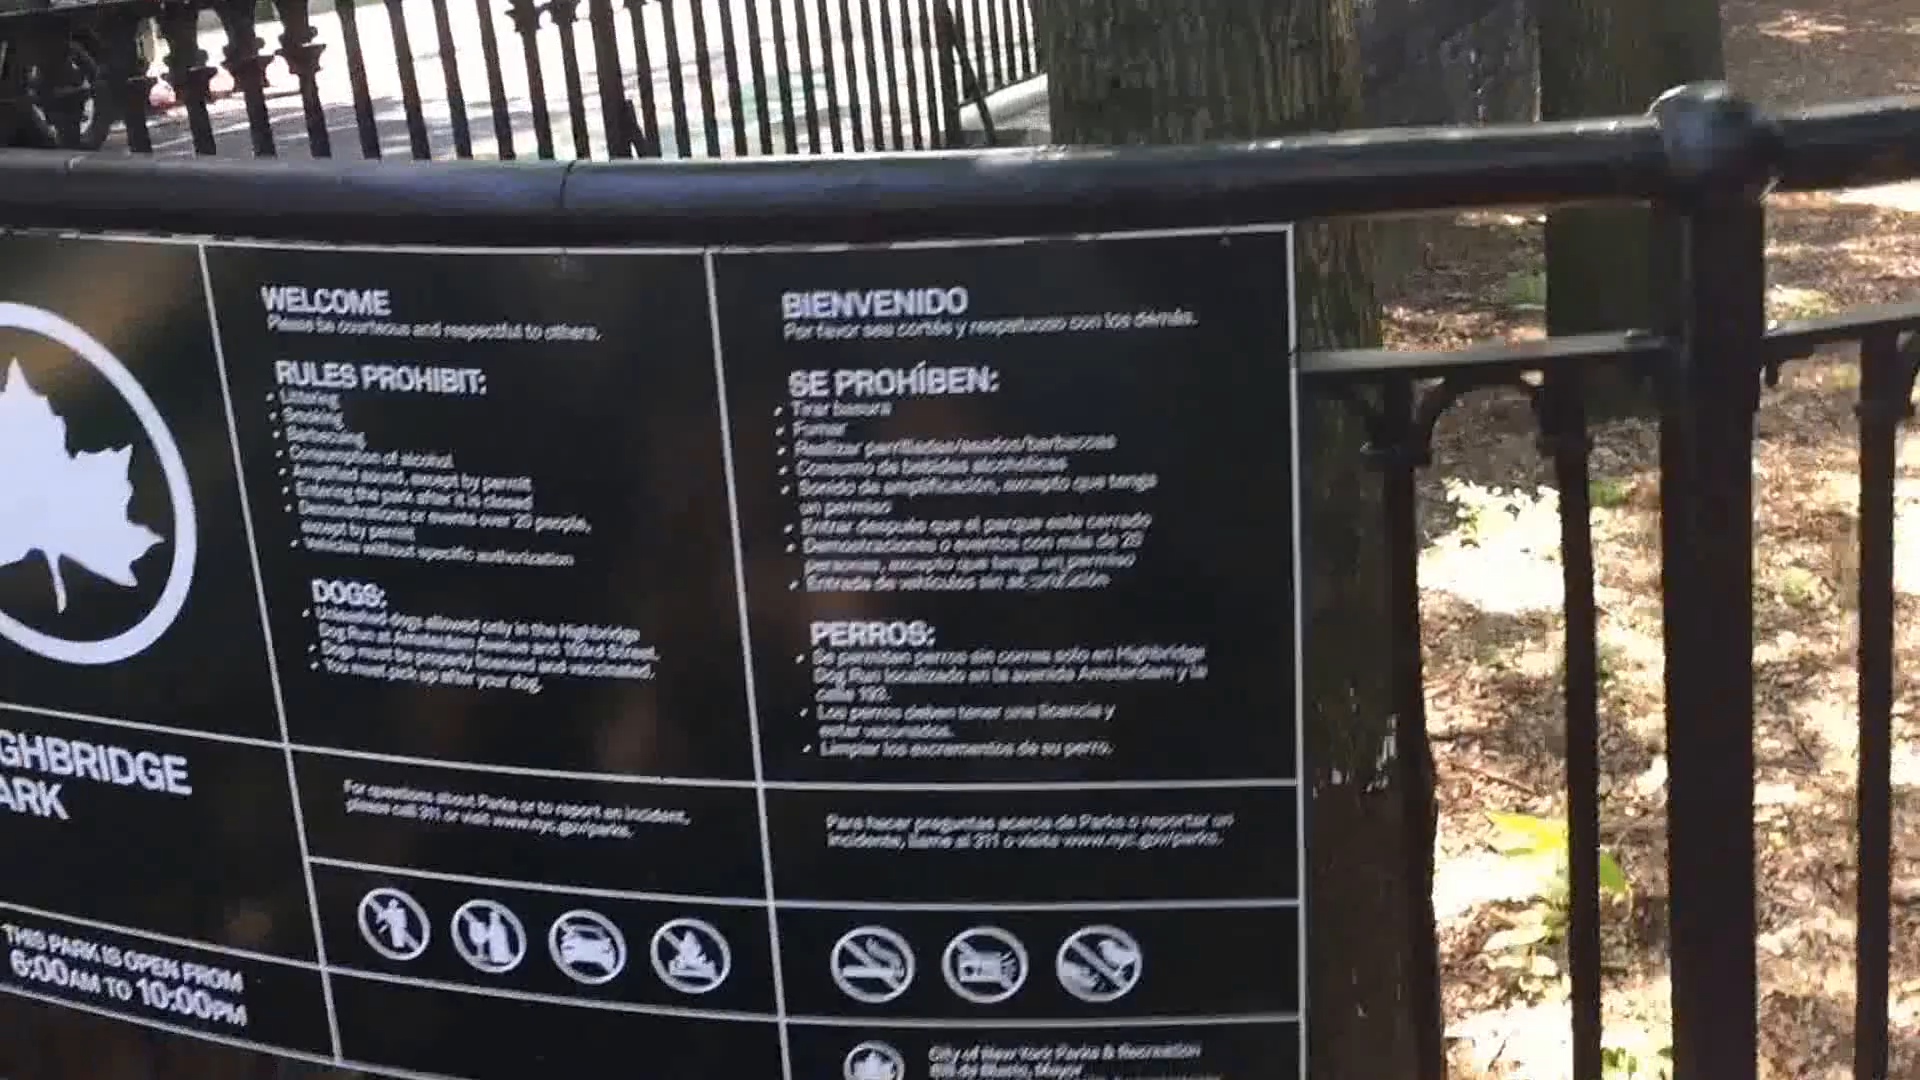 WELCOME
Please be courteous and respectful to others.
RULES PROHIBIT:
• Littering
• Smoking
• Barbecuing
• Consumption of alcohol
• Amplified sound, except by permit
• Entering the park after it is closed
• Demonstrations or events over 20 people,
except by permit
• Vehicles without specific authorization
DOGS:
• Unleashed dogs allowed only in the Highbridge
Dog Run at Amsterdam Avenue and 193rd Street.
• Dogs must be properly licensed and vaccinated.
• You must pick up after your dog.
BIENVENIDO
Por favor sea cortés y respetuoso con los demás.
SE PROHÍBEN:
• Tirar basura
• Fumar
• Realizar parrilladas/asados/barbacoas
• Consumo de bebidas alcoholicas
• Sonido de amplificación, excepto que tenga
un permiso
• Entrar después que el parque este cerrado
• Demostraciones o eventos con más de 20
personas, excepto que tenga un permiso
• Entrada de vehículos sin
PERROS:
• Se permiten perros sin correa solo en Highbridge
Dog Run localizado en la avenida Amsterdam y la
calle 193.
• Los perros deben tener una licencia y
estar vacunados.
• Limpiar los excrementos de su perro.
GHBRIDGE
ARK
For questions about Parks or to report an incident,
please call 311 or visit www.nyc.gov/parks.
Para hacer preguntas acerca de Parks o reportar un
incidente, llame al 311 o visite www.nyc.gov/parks.
THIS PARK IS OPEN FROM
6:00AM TO 10:00PM
City of New York Parks & Recreation
Bill de Blasio, Mayor